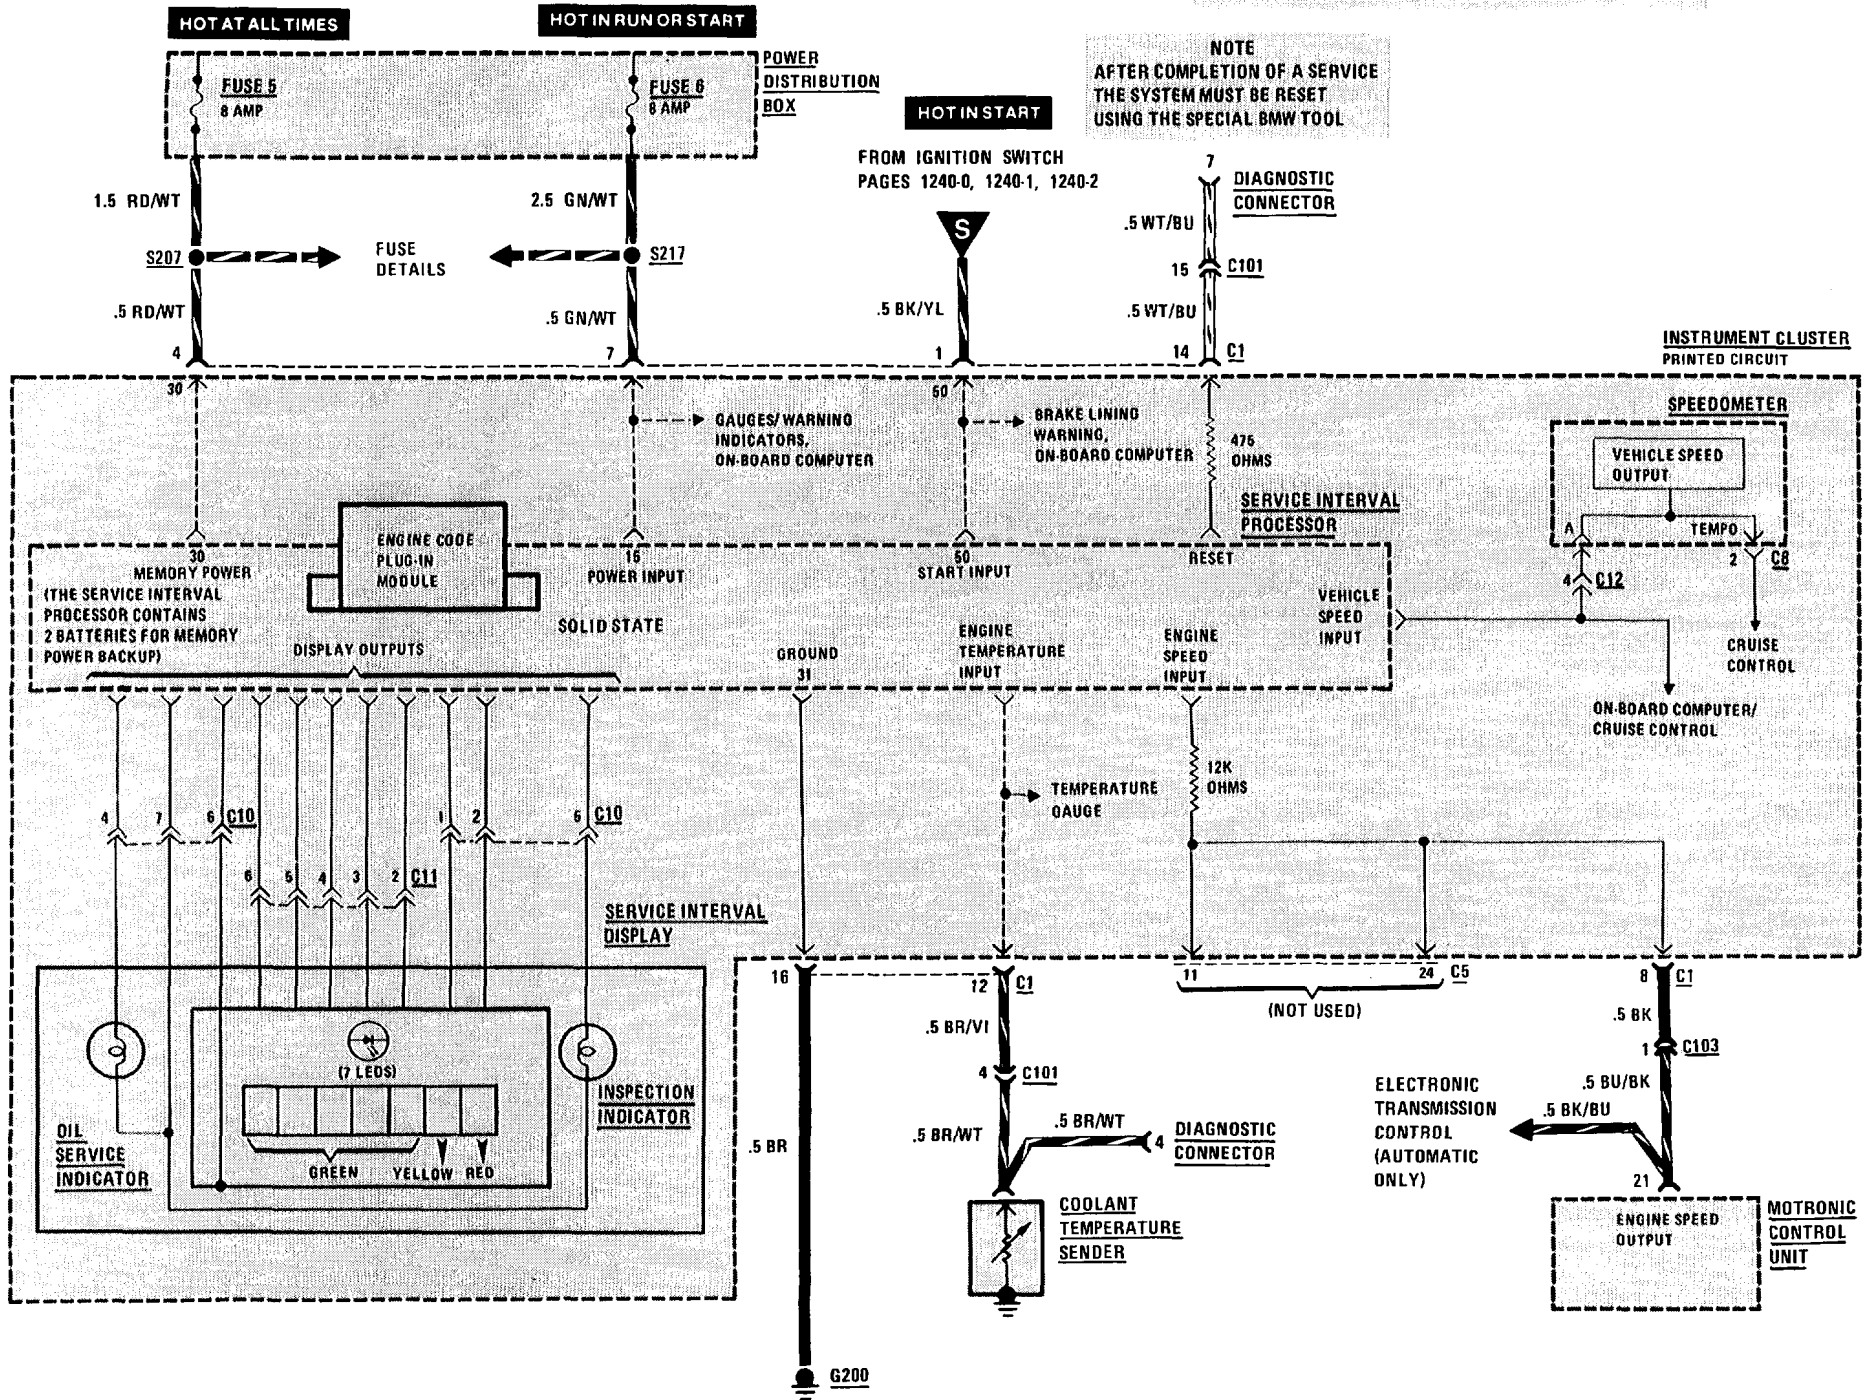 HOT AT ALL TIMES
HOT IN RUN OR START
POWER
DISTRIBUTION
BOX
FUSE 5
8 AMP
FUSE 6
8 AMP
HOT IN START
FROM IGNITION SWITCH
PAGES 1240-0, 1240-1, 1240-2
S
NOTE
AFTER COMPLETION OF A SERVICE
THE SYSTEM MUST BE RESET
USING THE SPECIAL BMW TOOL
7
DIAGNOSTIC
CONNECTOR
1.5 RD/WT
2.5 GN/WT
.5 WT/BU
S207
FUSE
DETAILS
S217
15
C101
.5 RD/WT
.5 GN/WT
.5 BK/YL
.5 WT/BU
4
7
1
14
C1
INSTRUMENT CLUSTER
PRINTED CIRCUIT
30
50
GAUGES/WARNING
INDICATORS,
ON-BOARD COMPUTER
BRAKE LINING
WARNING,
ON-BOARD COMPUTER
475
OHMS
SPEEDOMETER
VEHICLE SPEED
OUTPUT
A
TEMPO
2
C8
4
C12
CRUISE
CONTROL
ON-BOARD COMPUTER/
CRUISE CONTROL
SERVICE INTERVAL
PROCESSOR
ENGINE CODE
PLUG-IN
MODULE
30
MEMORY POWER
(THE SERVICE INTERVAL
PROCESSOR CONTAINS
2 BATTERIES FOR MEMORY
POWER BACKUP)
15
POWER INPUT
50
START INPUT
RESET
VEHICLE
SPEED
INPUT
SOLID STATE
DISPLAY OUTPUTS
GROUND
31
ENGINE
TEMPERATURE
INPUT
ENGINE
SPEED
INPUT
TEMPERATURE
GAUGE
12K
OHMS
4
7
6
C10
1
2
5
C10
6
5
4
3
2
C11
SERVICE INTERVAL
DISPLAY
16
12
C1
11
24
C5
(NOT USED)
8
C1
(7 LEDS)
OIL
SERVICE
INDICATOR
GREEN
YELLOW
RED
INSPECTION
INDICATOR
.5 BR
.5 BR/VI
4
C101
.5 BR/WT
.5 BR/WT
4
DIAGNOSTIC
CONNECTOR
COOLANT
TEMPERATURE
SENDER
G200
.5 BK
1
C103
.5 BU/BK
.5 BK/BU
ELECTRONIC
TRANSMISSION
CONTROL
(AUTOMATIC
ONLY)
21
ENGINE SPEED
OUTPUT
MOTRONIC
CONTROL
UNIT